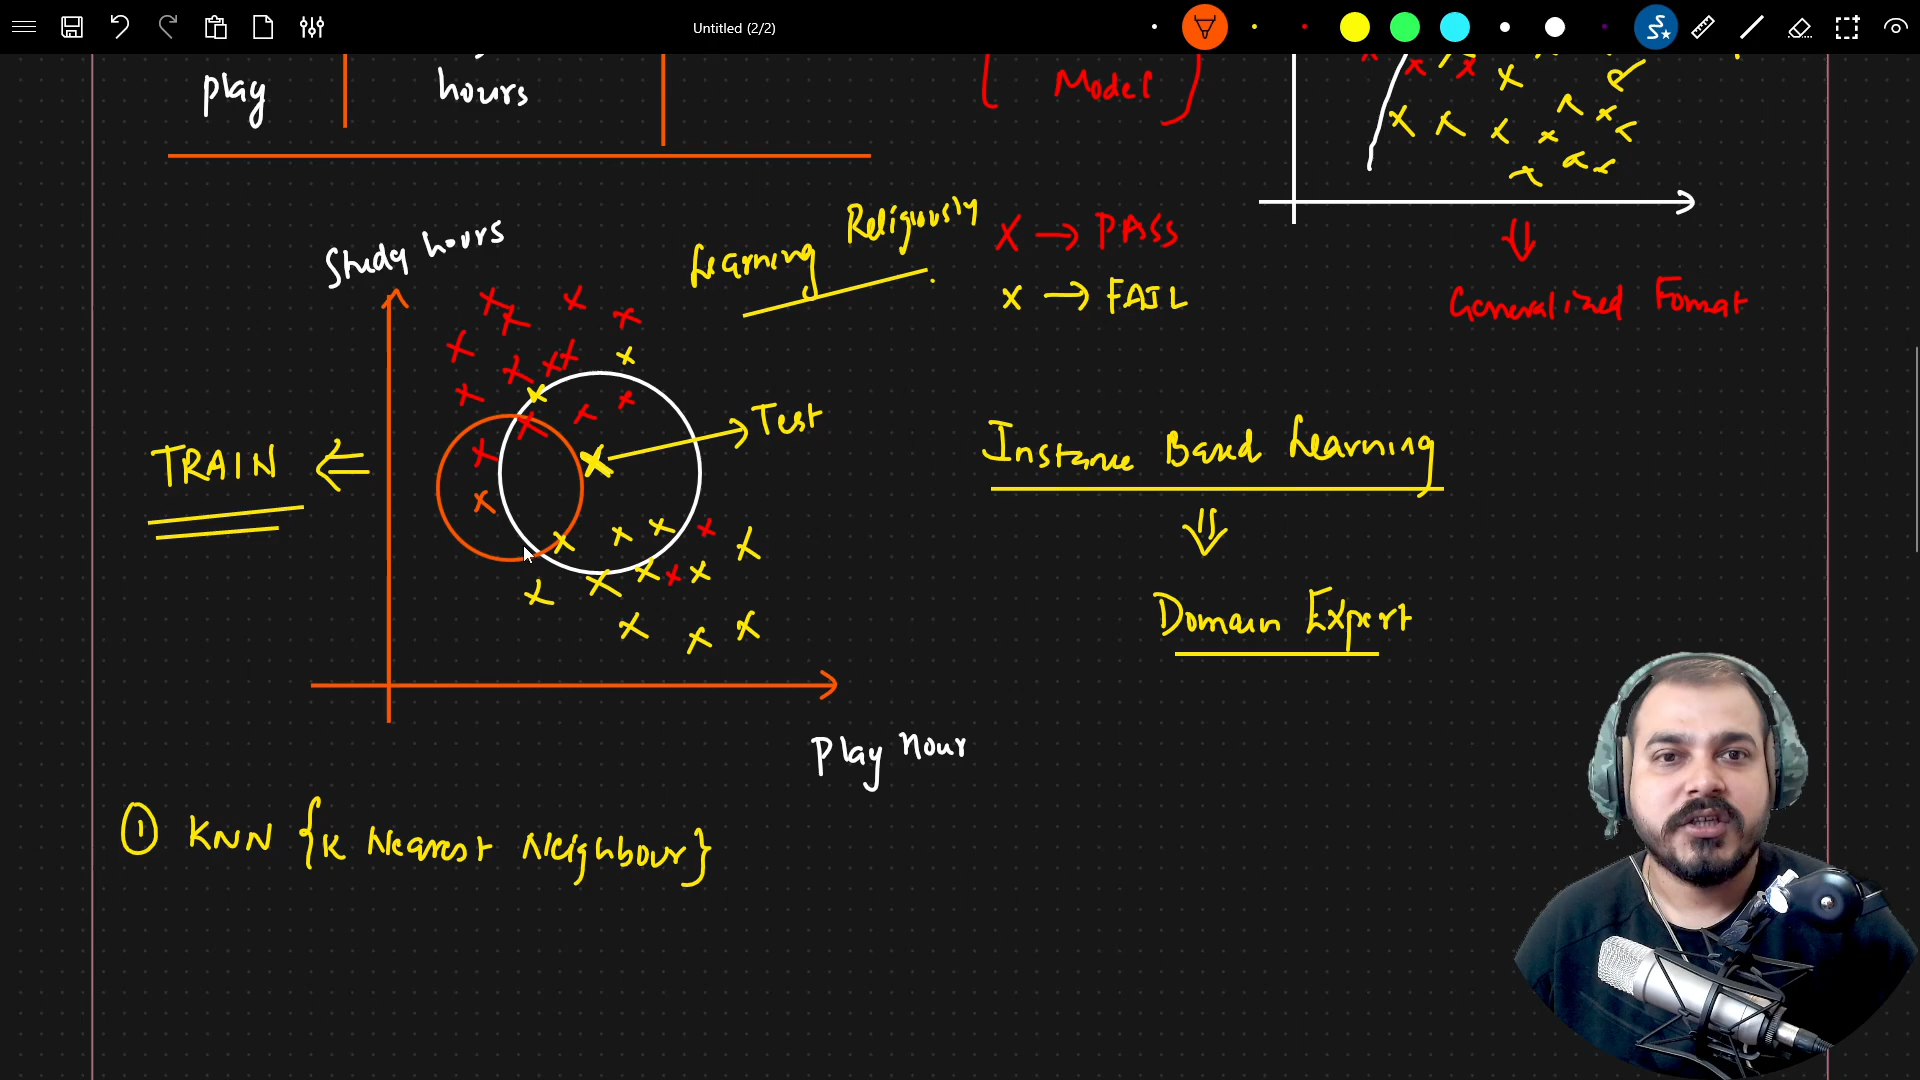 Untitled (2/2)
play
hours
Model
Study hours
Learning Religiously
X → PASS
x → FAIL
Generalized Fomat
Test
TRAIN
Instance Based Learning
Domain Expert
Play hour
① KNN {K Nearest Neighbour}